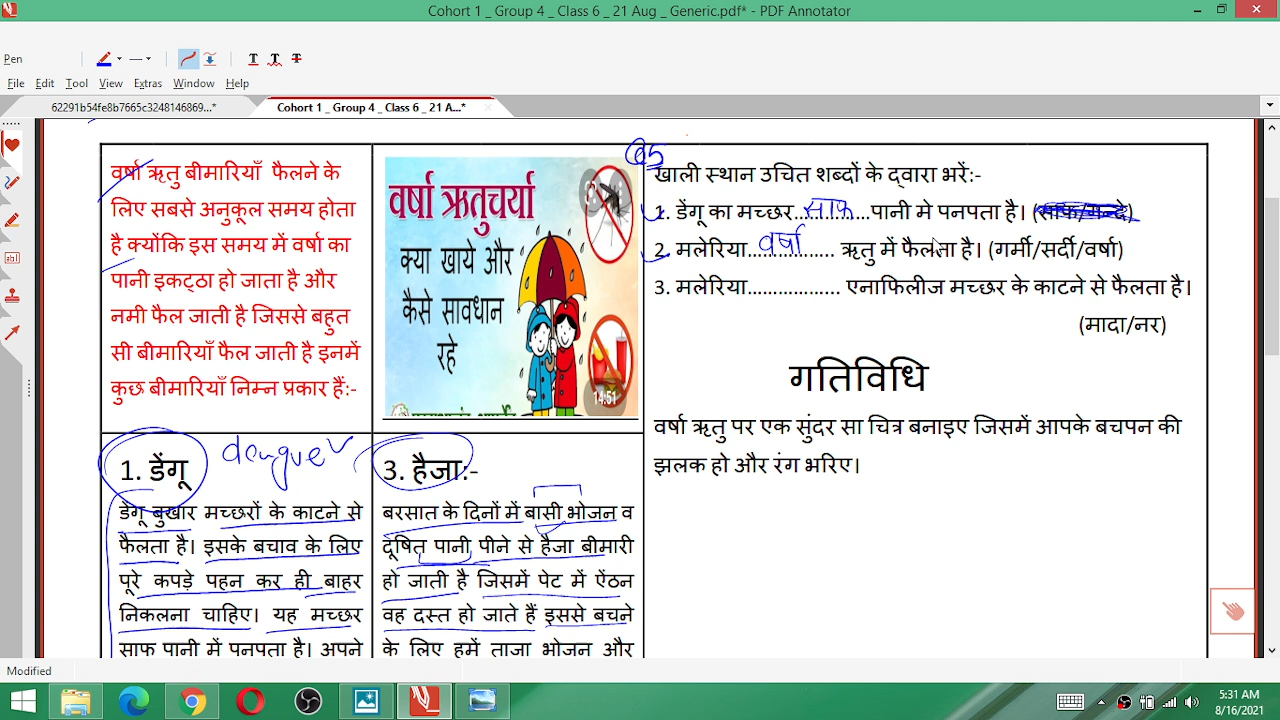 Cohort 1 _ Group 4 _ Class 6 _ 21 Aug _ Generic.pdf* - PDF Annotator
Pen
T T T
File Edit Tool View Extras Window Help
62291b54fe8b7665c3248146869...*
Cohort 1 _ Group 4 _ Class 6 _ 21 A...*
वर्षा ऋतु बीमारियाँ फैलने के
लिए सबसे अनुकूल समय होता
है क्योंकि इस समय में वर्षा का
पानी इकट्ठा हो जाता है और
नमी फैल जाती है जिससे बहुत
सी बीमारियाँ फैल जाती है इनमें
कुछ बीमारियाँ निम्न प्रकार हैं:-
वर्षा ऋतुचर्या
क्या खाये और
कैसे सावधान
रहे
14:51
Q5
खाली स्थान उचित शब्दों के द्वारा भरें:-
1. डेंगू का मच्छर...साफ...पानी मे पनपता है। (साफ/गन्दे)
2. मलेरिया...वर्षा... ऋतु में फैलता है। (गर्मी/सर्दी/वर्षा)
3. मलेरिया................. एनाफिलीज मच्छर के काटने से फैलता है।
(मादा/नर)
गतिविधि
वर्षा ऋतु पर एक सुंदर सा चित्र बनाइए जिसमें आपके बचपन की
झलक हो और रंग भरिए।
1. डेंगू
dengue
डेंगू बुखार मच्छरों के काटने से
फैलता है। इसके बचाव के लिए
पूरे कपड़े पहन कर ही बाहर
निकलना चाहिए। यह मच्छर
साफ पानी में पनपता है। अपने
3. हैजा:-
बरसात के दिनों में बासी भोजन व
दूषित पानी पीने से हैजा बीमारी
हो जाती है जिसमें पेट में ऐंठन
वह दस्त हो जाते हैं इससे बचने
के लिए हमें ताजा भोजन और
Modified
5:31 AM
8/16/2021